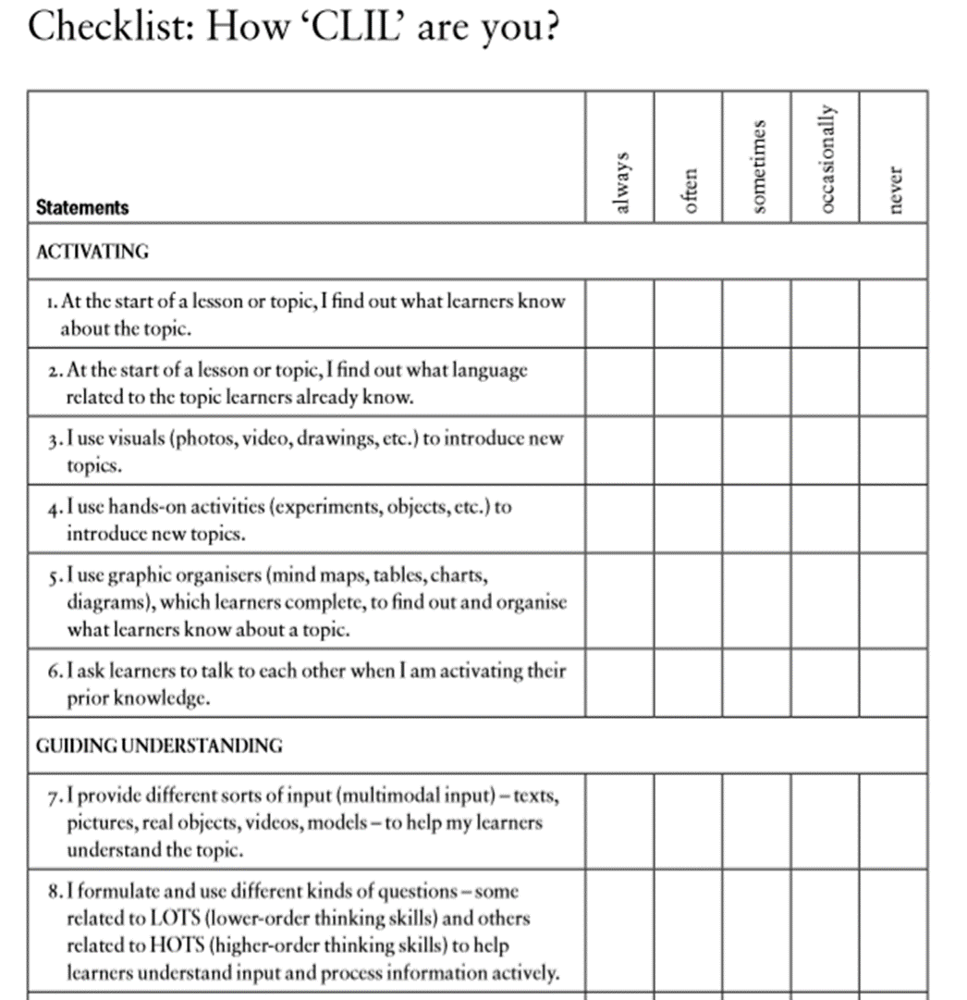 Checklist: How ‘CLIL’ are you?
Statements
always
often
sometimes
occasionally
never
ACTIVATING
1. At the start of a lesson or topic, I find out what learners know
about the topic.
2. At the start of a lesson or topic, I find out what language
related to the topic learners already know.
3. I use visuals (photos, video, drawings, etc.) to introduce new
topics.
4. I use hands-on activities (experiments, objects, etc.) to
introduce new topics.
5. I use graphic organisers (mind maps, tables, charts,
diagrams), which learners complete, to find out and organise
what learners know about a topic.
6. I ask learners to talk to each other when I am activating their
prior knowledge.
GUIDING UNDERSTANDING
7. I provide different sorts of input (multimodal input) – texts,
pictures, real objects, videos, models – to help my learners
understand the topic.
8. I formulate and use different kinds of questions – some
related to LOTS (lower-order thinking skills) and others
related to HOTS (higher-order thinking skills) to help
learners understand input and process information actively.